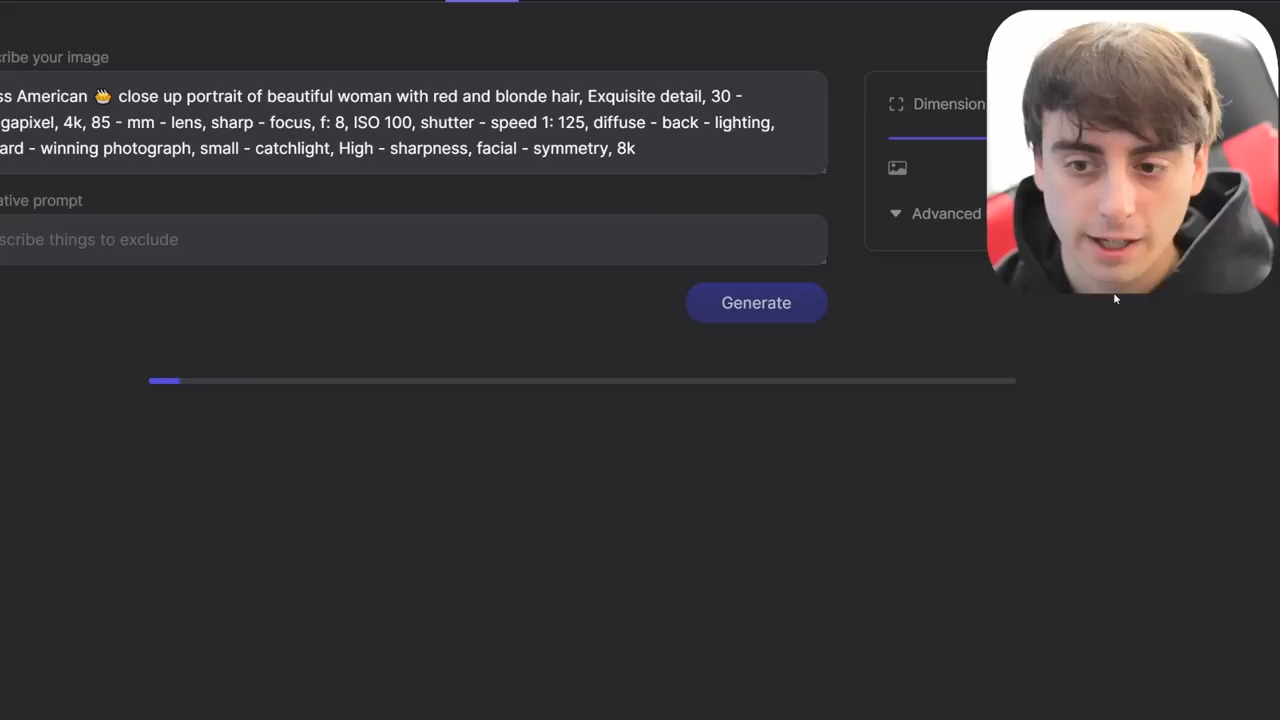 cribe your image
ss American 🥧 close up portrait of beautiful woman with red and blonde hair, Exquisite detail, 30 -
gapixel, 4k, 85 - mm - lens, sharp - focus, f: 8, ISO 100, shutter - speed 1: 125, diffuse - back - lighting,
ard - winning photograph, small - catchlight, High - sharpness, facial - symmetry, 8k
ative prompt
scribe things to exclude
Generate
Dimension
Advanced